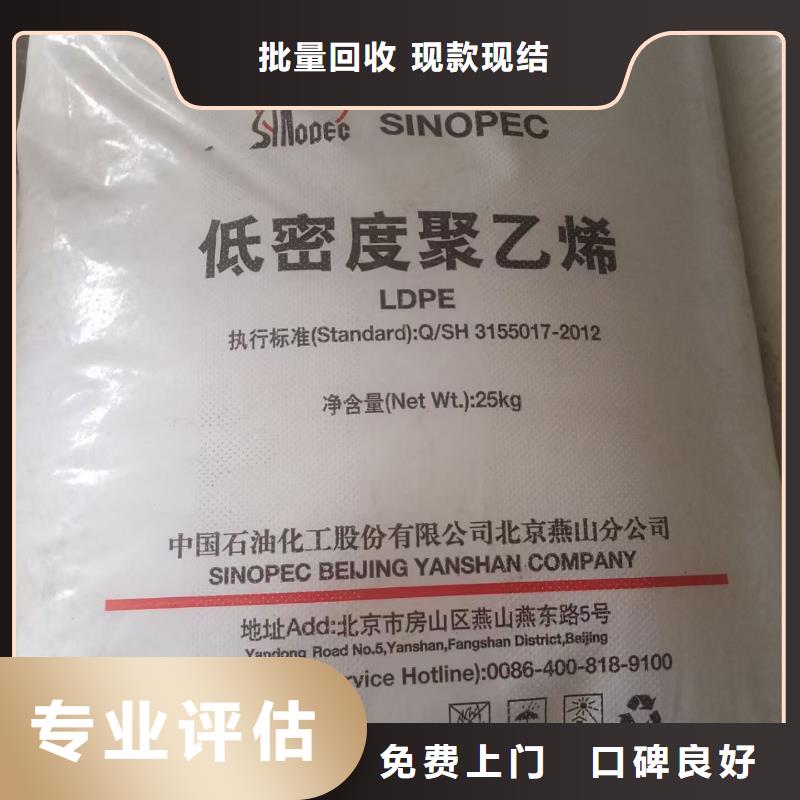 批量回收 现款现结
Sinopec SINOPEC
低密度聚乙烯
LDPE
执行标准(Standard):Q/SH 3155017-2012
净含量(Net Wt.):25kg
中国石油化工股份有限公司北京燕山分公司
SINOPEC BEIJING YANSHAN COMPANY
地址Add:北京市房山区燕山燕东路5号
Yandong Road No.5,Yanshan,Fangshan District,Beijing
Hotline):0086-400-818-9100
专业评估
免费上门 口碑良好